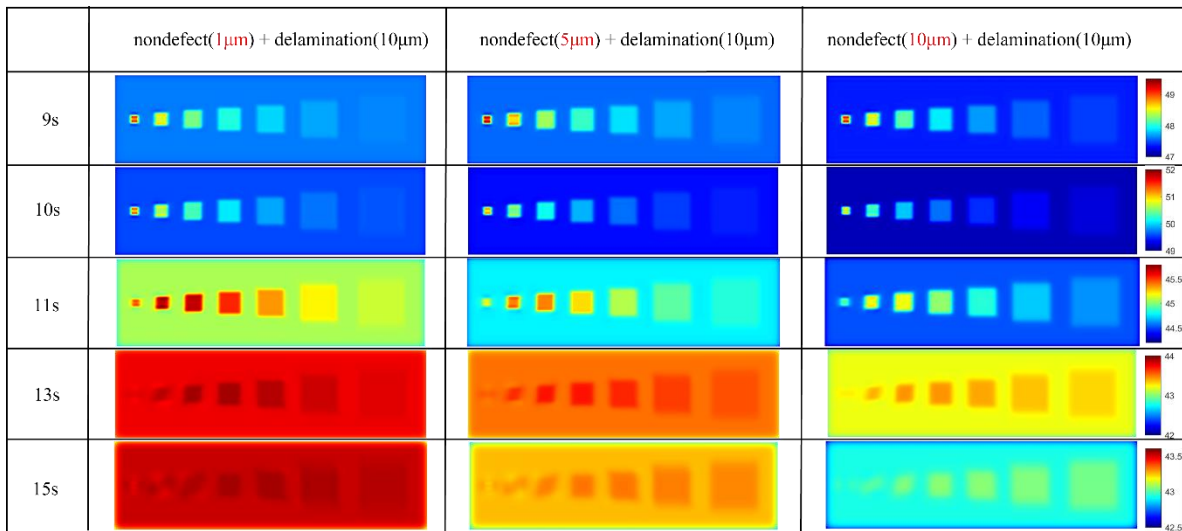 nondefect(1μm) + delamination(10μm)
nondefect(5μm) + delamination(10μm)
nondefect(10μm) + delamination(10μm)
9s
49
48
47
10s
52
51
50
49
11s
45.5
45
44.5
13s
44
43
42
15s
43.5
43
42.5